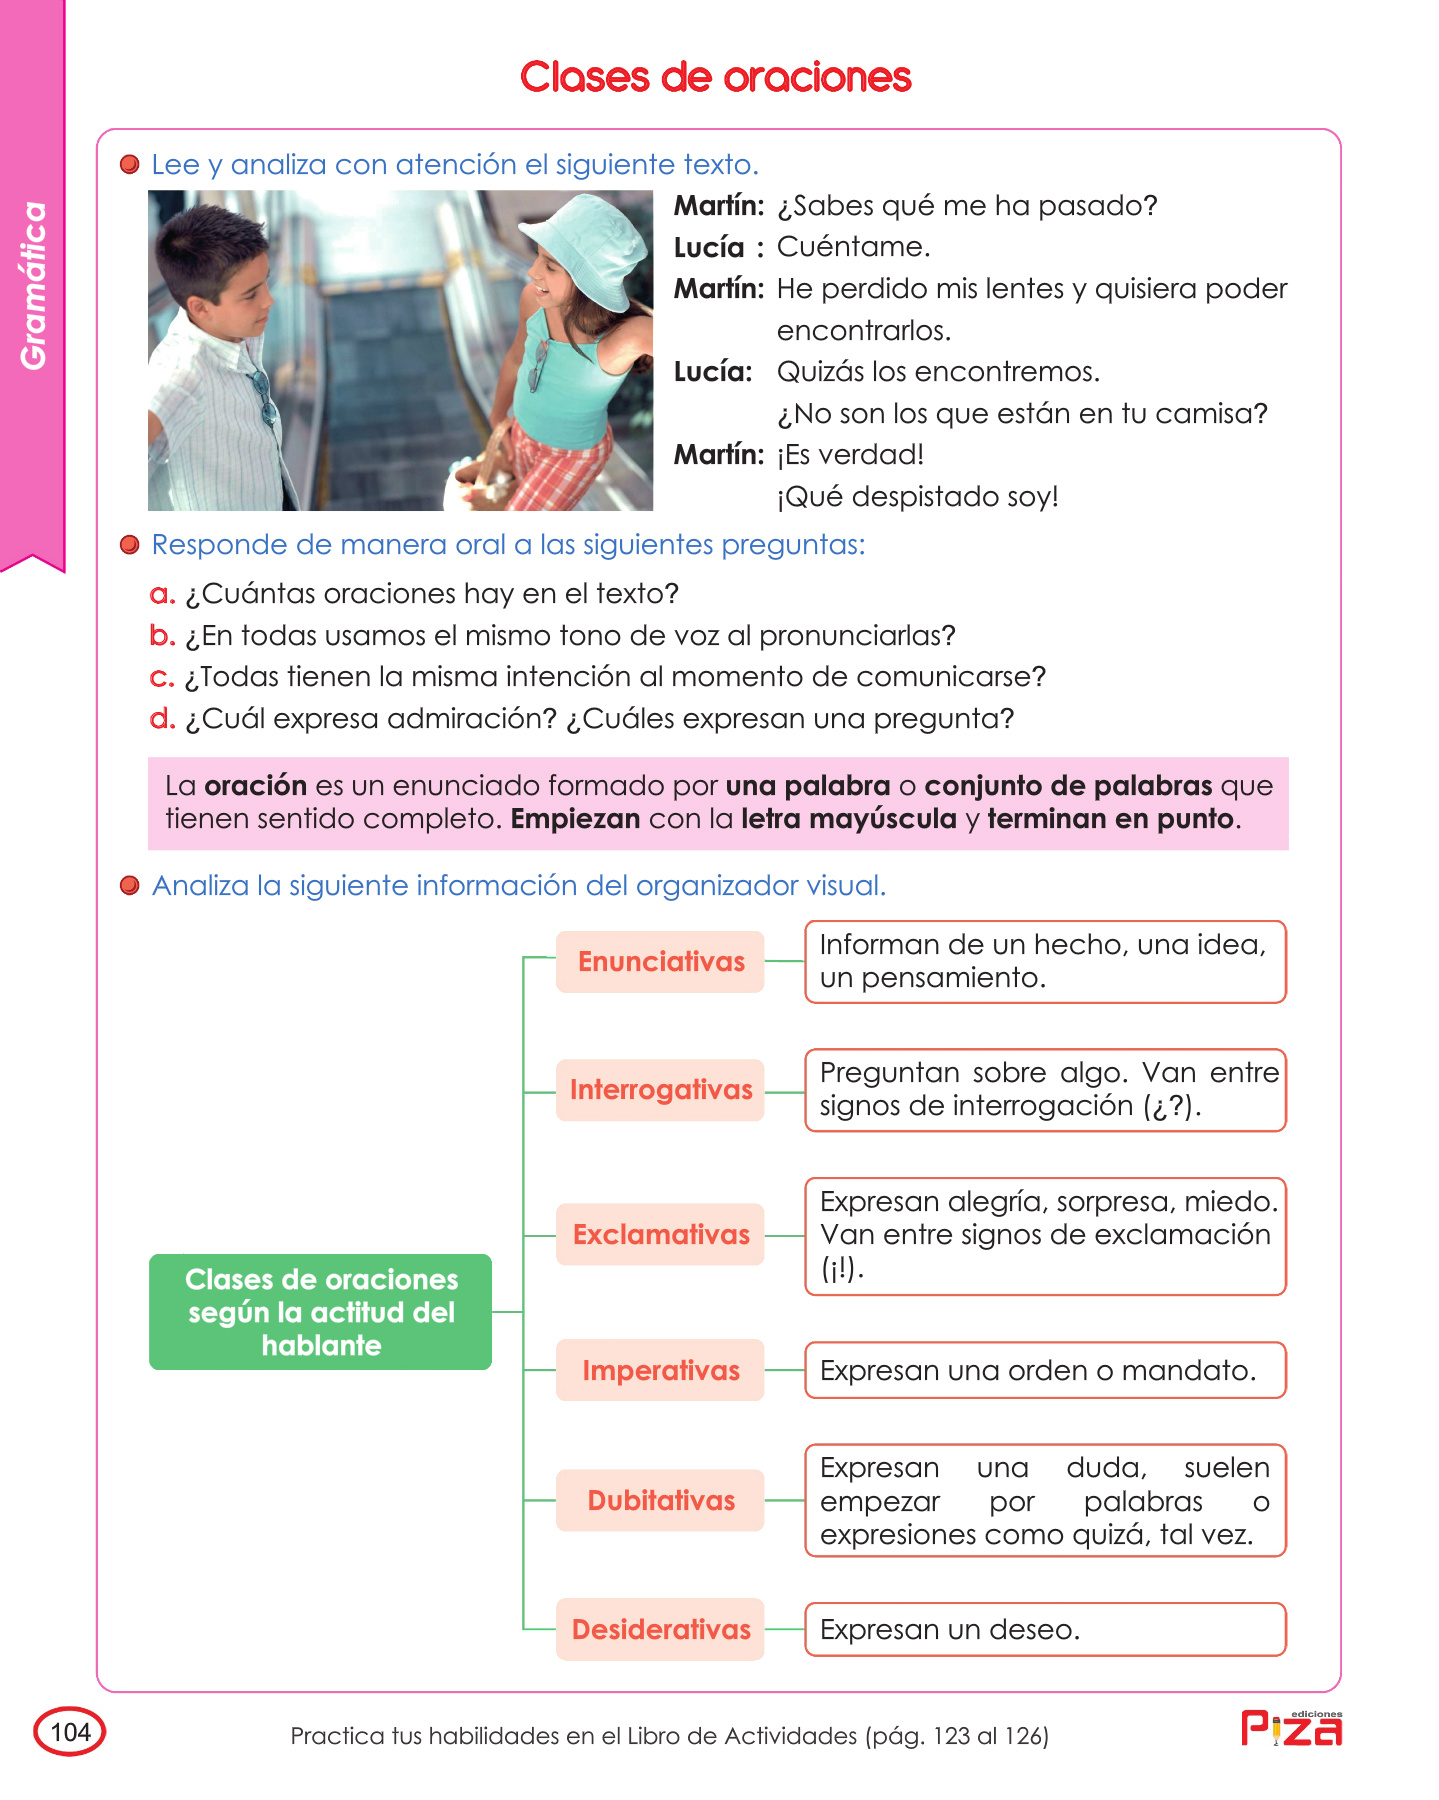 Clases de oraciones
Gramática
Lee y analiza con atención el siguiente texto.
Martín: ¿Sabes qué me ha pasado?
Lucía : Cuéntame.
Martín: He perdido mis lentes y quisiera poder
encontrarlos.
Lucía: Quizás los encontremos.
¿No son los que están en tu camisa?
Martín: ¡Es verdad!
¡Qué despistado soy!
Responde de manera oral a las siguientes preguntas:
a. ¿Cuántas oraciones hay en el texto?
b. ¿En todas usamos el mismo tono de voz al pronunciarlas?
c. ¿Todas tienen la misma intención al momento de comunicarse?
d. ¿Cuál expresa admiración? ¿Cuáles expresan una pregunta?
La oración es un enunciado formado por una palabra o conjunto de palabras que
tienen sentido completo. Empiezan con la letra mayúscula y terminan en punto.
Analiza la siguiente información del organizador visual.
Clases de oraciones
según la actitud del
hablante
Enunciativas
Informan de un hecho, una idea,
un pensamiento.
Interrogativas
Preguntan sobre algo. Van entre
signos de interrogación (¿?).
Exclamativas
Expresan alegría, sorpresa, miedo.
Van entre signos de exclamación
(¡!).
Imperativas
Expresan una orden o mandato.
Dubitativas
Expresan una duda, suelen
empezar por palabras o
expresiones como quizá, tal vez.
Desiderativas
Expresan un deseo.
104
Practica tus habilidades en el Libro de Actividades (pág. 123 al 126)
ediciones
Piza